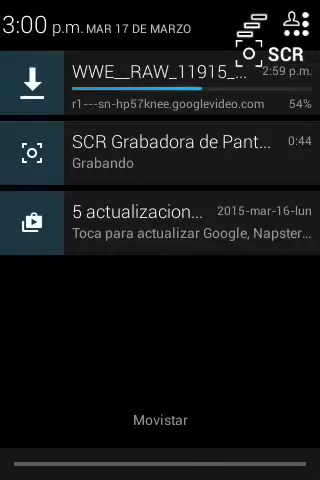 3:00 p.m. MAR 17 DE MARZO
SCR
WWE__RAW_11915_... 2:59 p.m.
r1---sn-hp57knee.googlevideo.com 54%
SCR Grabadora de Pant... 0:44
Grabando
5 actualizacion... 2015-mar-16-lun
Toca para actualizar Google, Napster...
Movistar